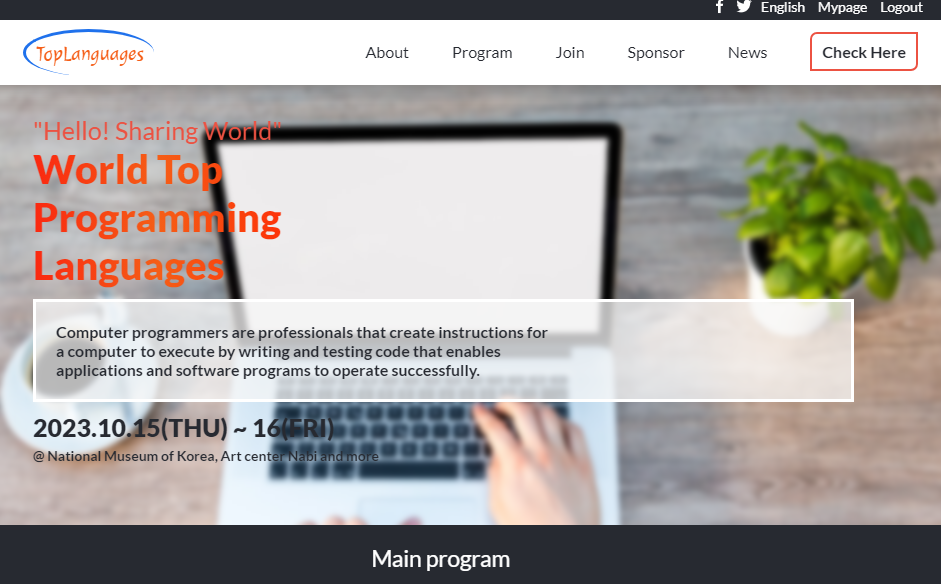 English Mypage Logout
TopLanguages
About Program Join Sponsor News Check Here
"Hello! Sharing World"
World Top
Programming
Languages
Computer programmers are professionals that create instructions for
a computer to execute by writing and testing code that enables
applications and software programs to operate successfully.
2023.10.15(THU) ~ 16(FRI)
@ National Museum of Korea, Art center Nabi and more
Main program